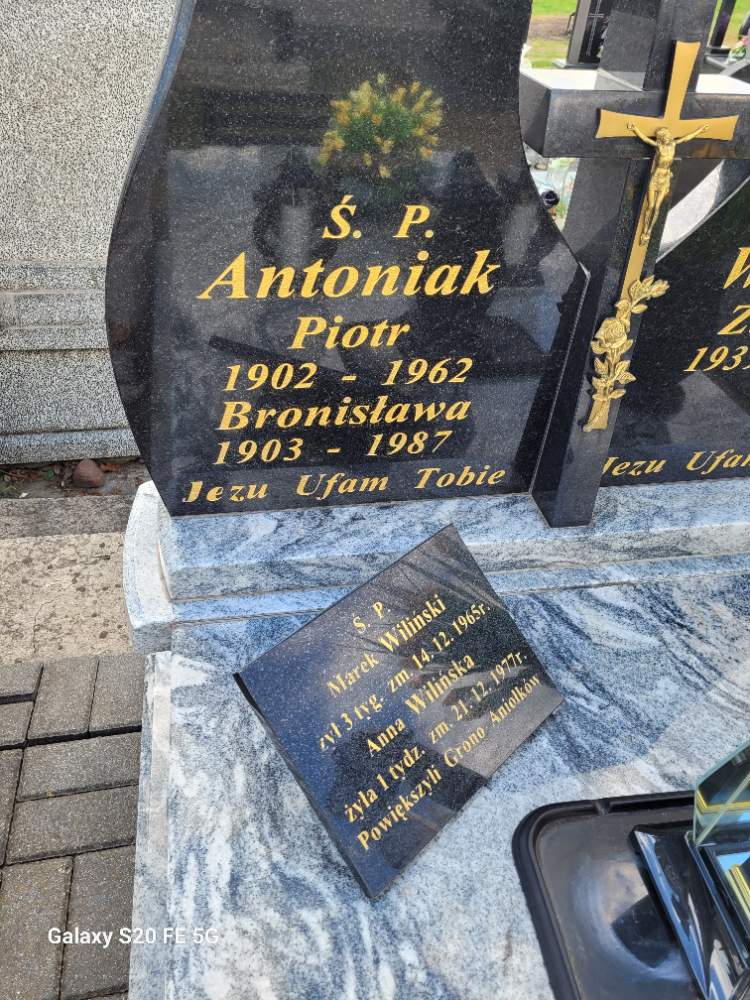 Ś. P.
Antoniak
Piotr
1902 - 1962
Bronisława
1903 - 1987
Jezu Ufam Tobie
Jezu
Ś. P
Marek Wiliński
żył 3 tyg. zm. 14.12.1965r.
Anna Wilińska
żyła 1 tydz. zm. 21.12.1977r.
Powiększyli Grono Aniołków
Galaxy S20 FE 5G